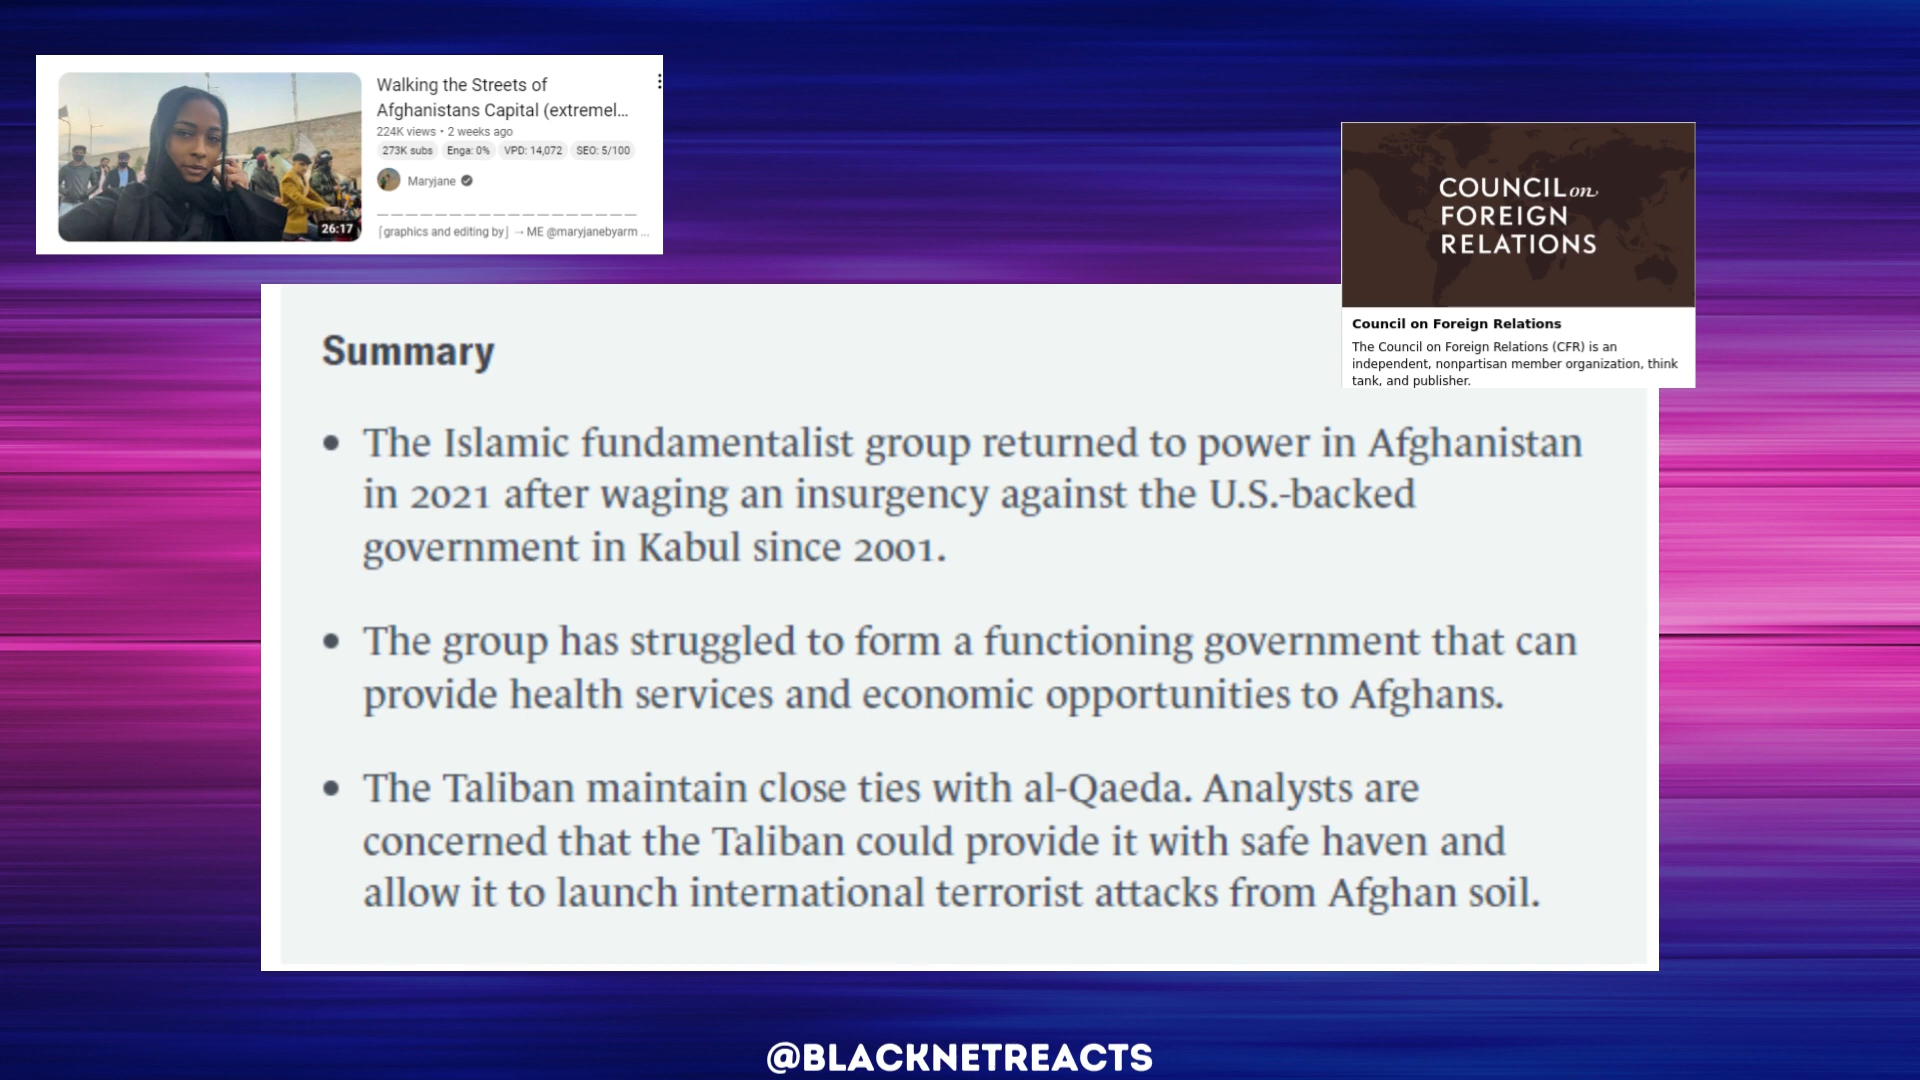 Walking the Streets of
Afghanistans Capital (extremel...
224K views • 2 weeks ago
273K subs Enga: 0% VPD: 14,072 SEO: 5/100
Maryjane
26:17
⌈graphics and editing by⌋ → ME @maryjanebyarm ...
COUNCIL on
FOREIGN
RELATIONS
Council on Foreign Relations
The Council on Foreign Relations (CFR) is an
independent, nonpartisan member organization, think
tank, and publisher.
Summary
• The Islamic fundamentalist group returned to power in Afghanistan
in 2021 after waging an insurgency against the U.S.-backed
government in Kabul since 2001.
• The group has struggled to form a functioning government that can
provide health services and economic opportunities to Afghans.
• The Taliban maintain close ties with al-Qaeda. Analysts are
concerned that the Taliban could provide it with safe haven and
allow it to launch international terrorist attacks from Afghan soil.
@BLACKNETREACTS